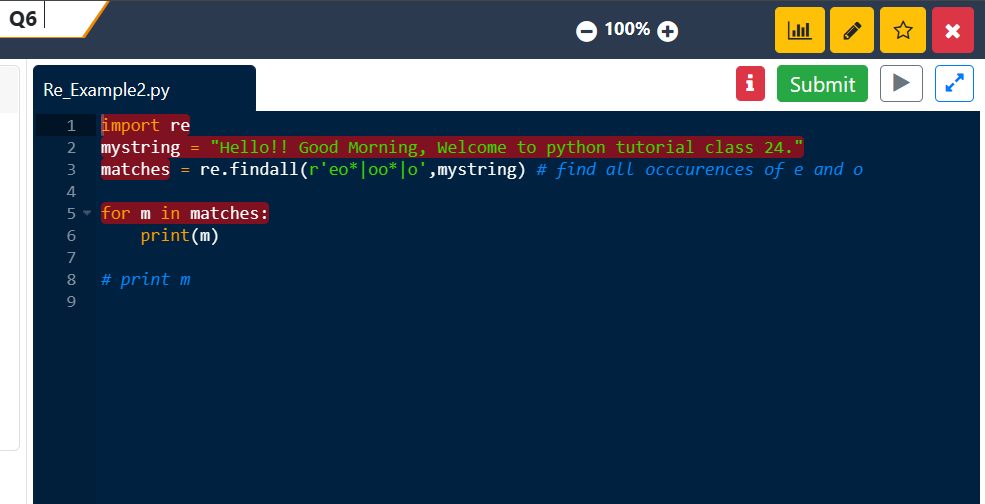 Q6
100%
Re_Example2.py
i Submit
1 import re
2 mystring = "Hello!! Good Morning, Welcome to python tutorial class 24."
3 matches = re.findall(r'eo*|oo*|o',mystring) # find all occcurences of e and o
4
5 for m in matches:
6     print(m)
7
8 # print m
9